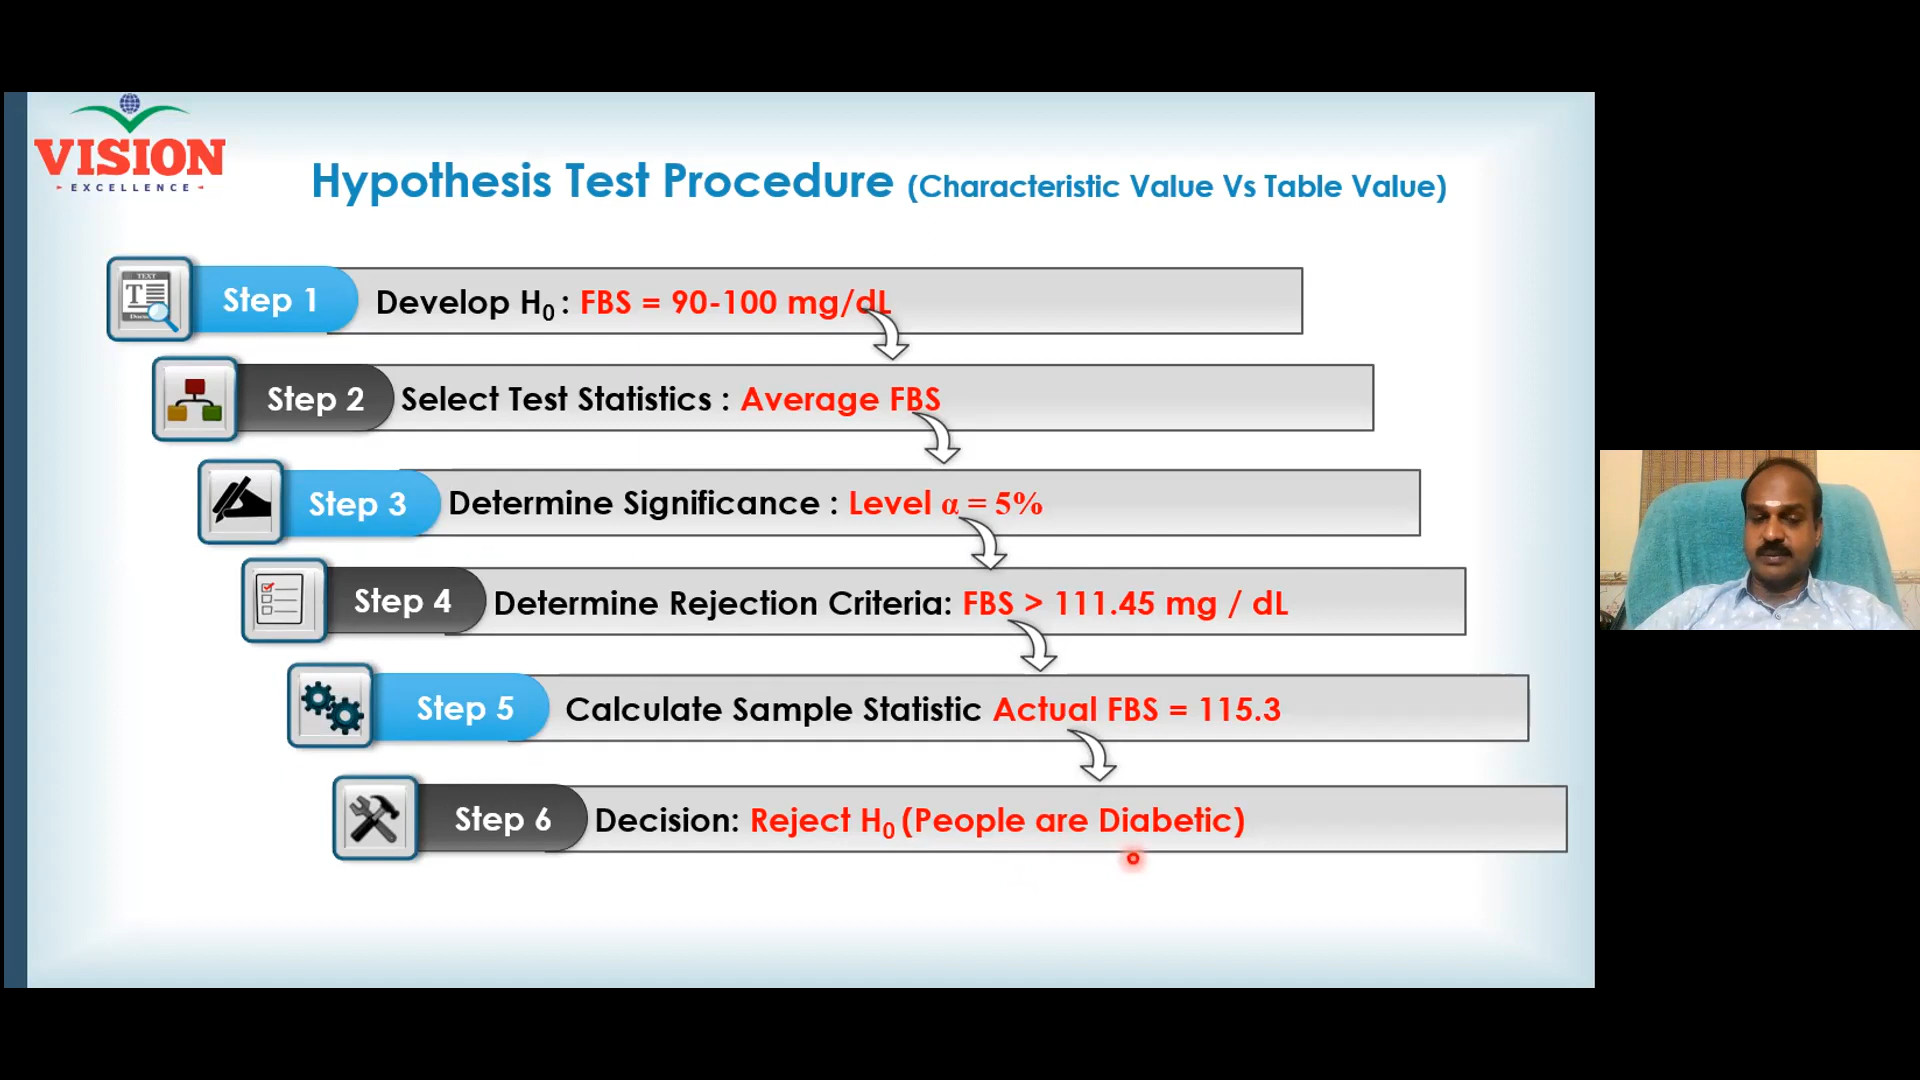 VISION
EXCELLENCE
Hypothesis Test Procedure (Characteristic Value Vs Table Value)
Step 1 Develop H0 : FBS = 90-100 mg/dL
Step 2 Select Test Statistics : Average FBS
Step 3 Determine Significance : Level α = 5%
Step 4 Determine Rejection Criteria: FBS > 111.45 mg / dL
Step 5 Calculate Sample Statistic Actual FBS = 115.3
Step 6 Decision: Reject H0 (People are Diabetic)